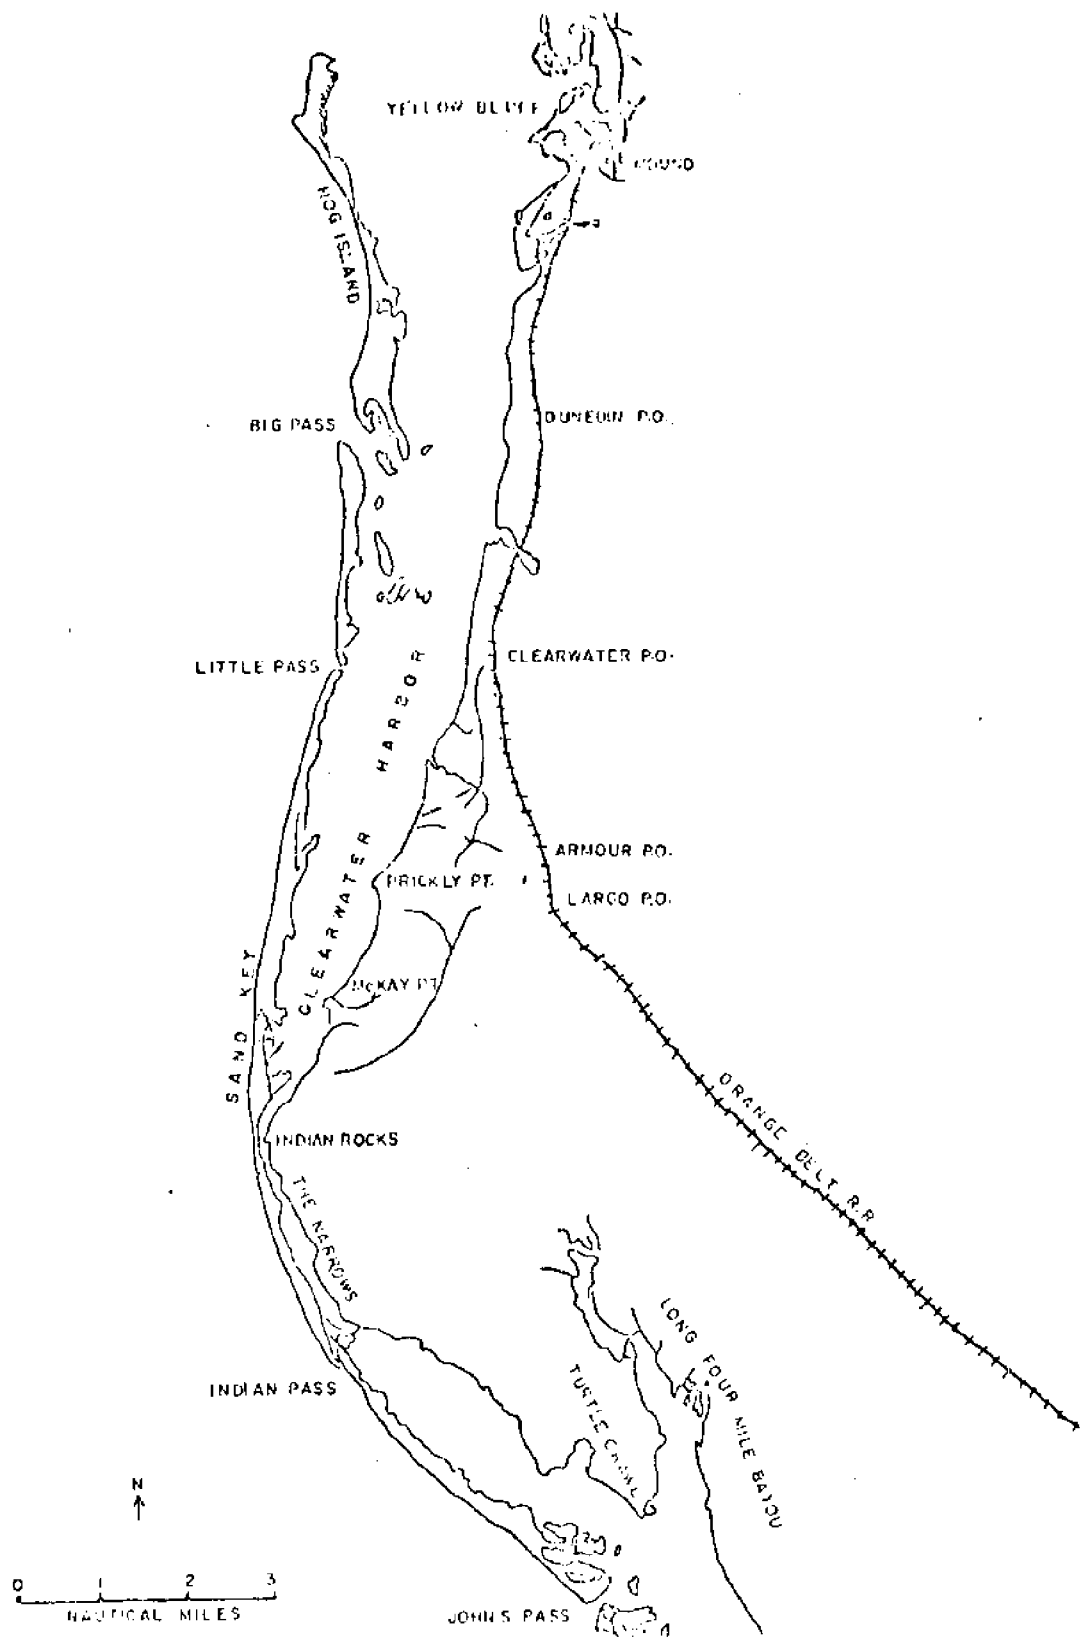 YELLOW BLUFF
MOUND
HOG ISLAND
BIG PASS
DUNEDIN P.O.
LITTLE PASS
CLEARWATER P.O.
CLEARWATER HARBOR
ARMOUR P.O.
PRICKLY PT.
LARGO P.O.
SAND KEY
McKAY PT.
ORANGE BELT R.R.
INDIAN ROCKS
THE NARROWS
LONG FOUR MILE BAYOU
INDIAN PASS
TURTLE CRAWL
N
0 1 2 3
NAUTICAL MILES
JOHN'S PASS